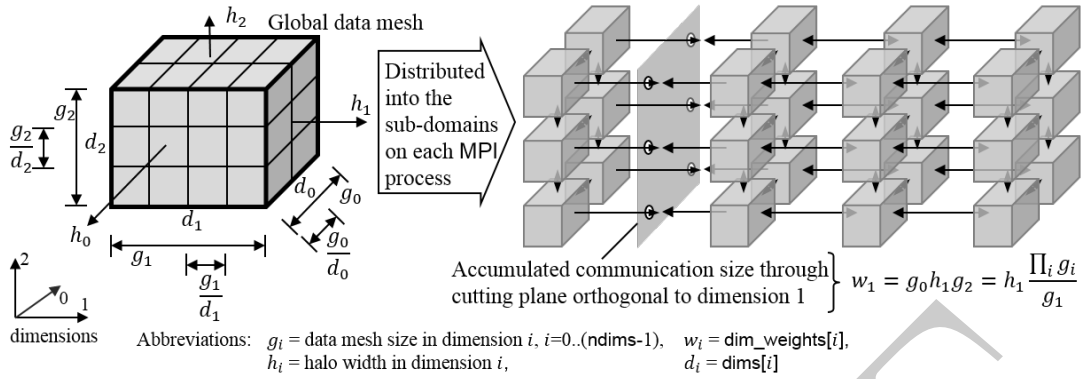 h₂
Global data mesh
h₁
g₂
d₂
g₂/d₂
d₀
g₀
g₀/d₀
h₀
d₁
g₁
g₁/d₁
2
0
1
dimensions
Distributed
into the
sub-domains
on each MPI
process
Accumulated communication size through
cutting plane orthogonal to dimension 1
w₁ = g₀h₁g₂ = h₁ ∏ᵢ gᵢ / g₁
Abbreviations: gᵢ = data mesh size in dimension i, i=0..(ndims-1), wᵢ = dim_weights[i],
hᵢ = halo width in dimension i, dᵢ = dims[i]